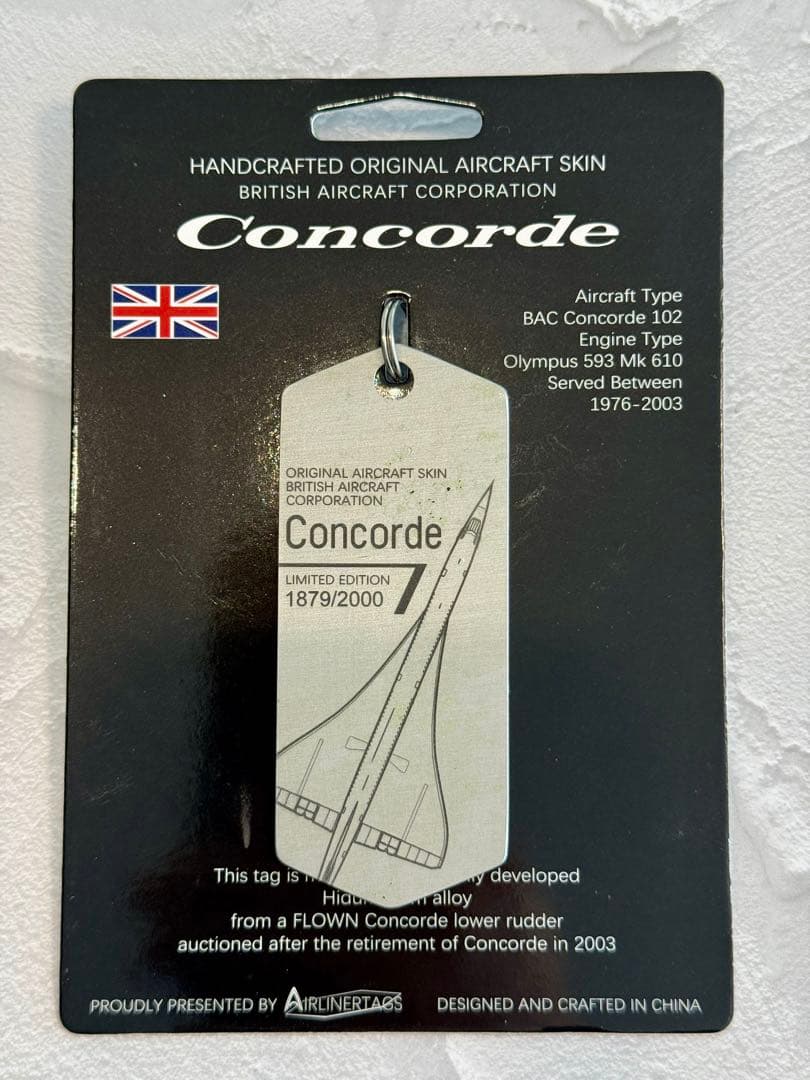 HANDCRAFTED ORIGINAL AIRCRAFT SKIN
BRITISH AIRCRAFT CORPORATION
Concorde
Aircraft Type
BAC Concorde 102
Engine Type
Olympus 593 Mk 610
Served Between
1976-2003
ORIGINAL AIRCRAFT SKIN
BRITISH AIRCRAFT
CORPORATION
Concorde
LIMITED EDITION
1879/2000
This tag is developed
alloy
from a FLOWN Concorde lower rudder
auctioned after the retirement of Concorde in 2003
PROUDLY PRESENTED BY AIRLINERTAGS DESIGNED AND CRAFTED IN CHINA